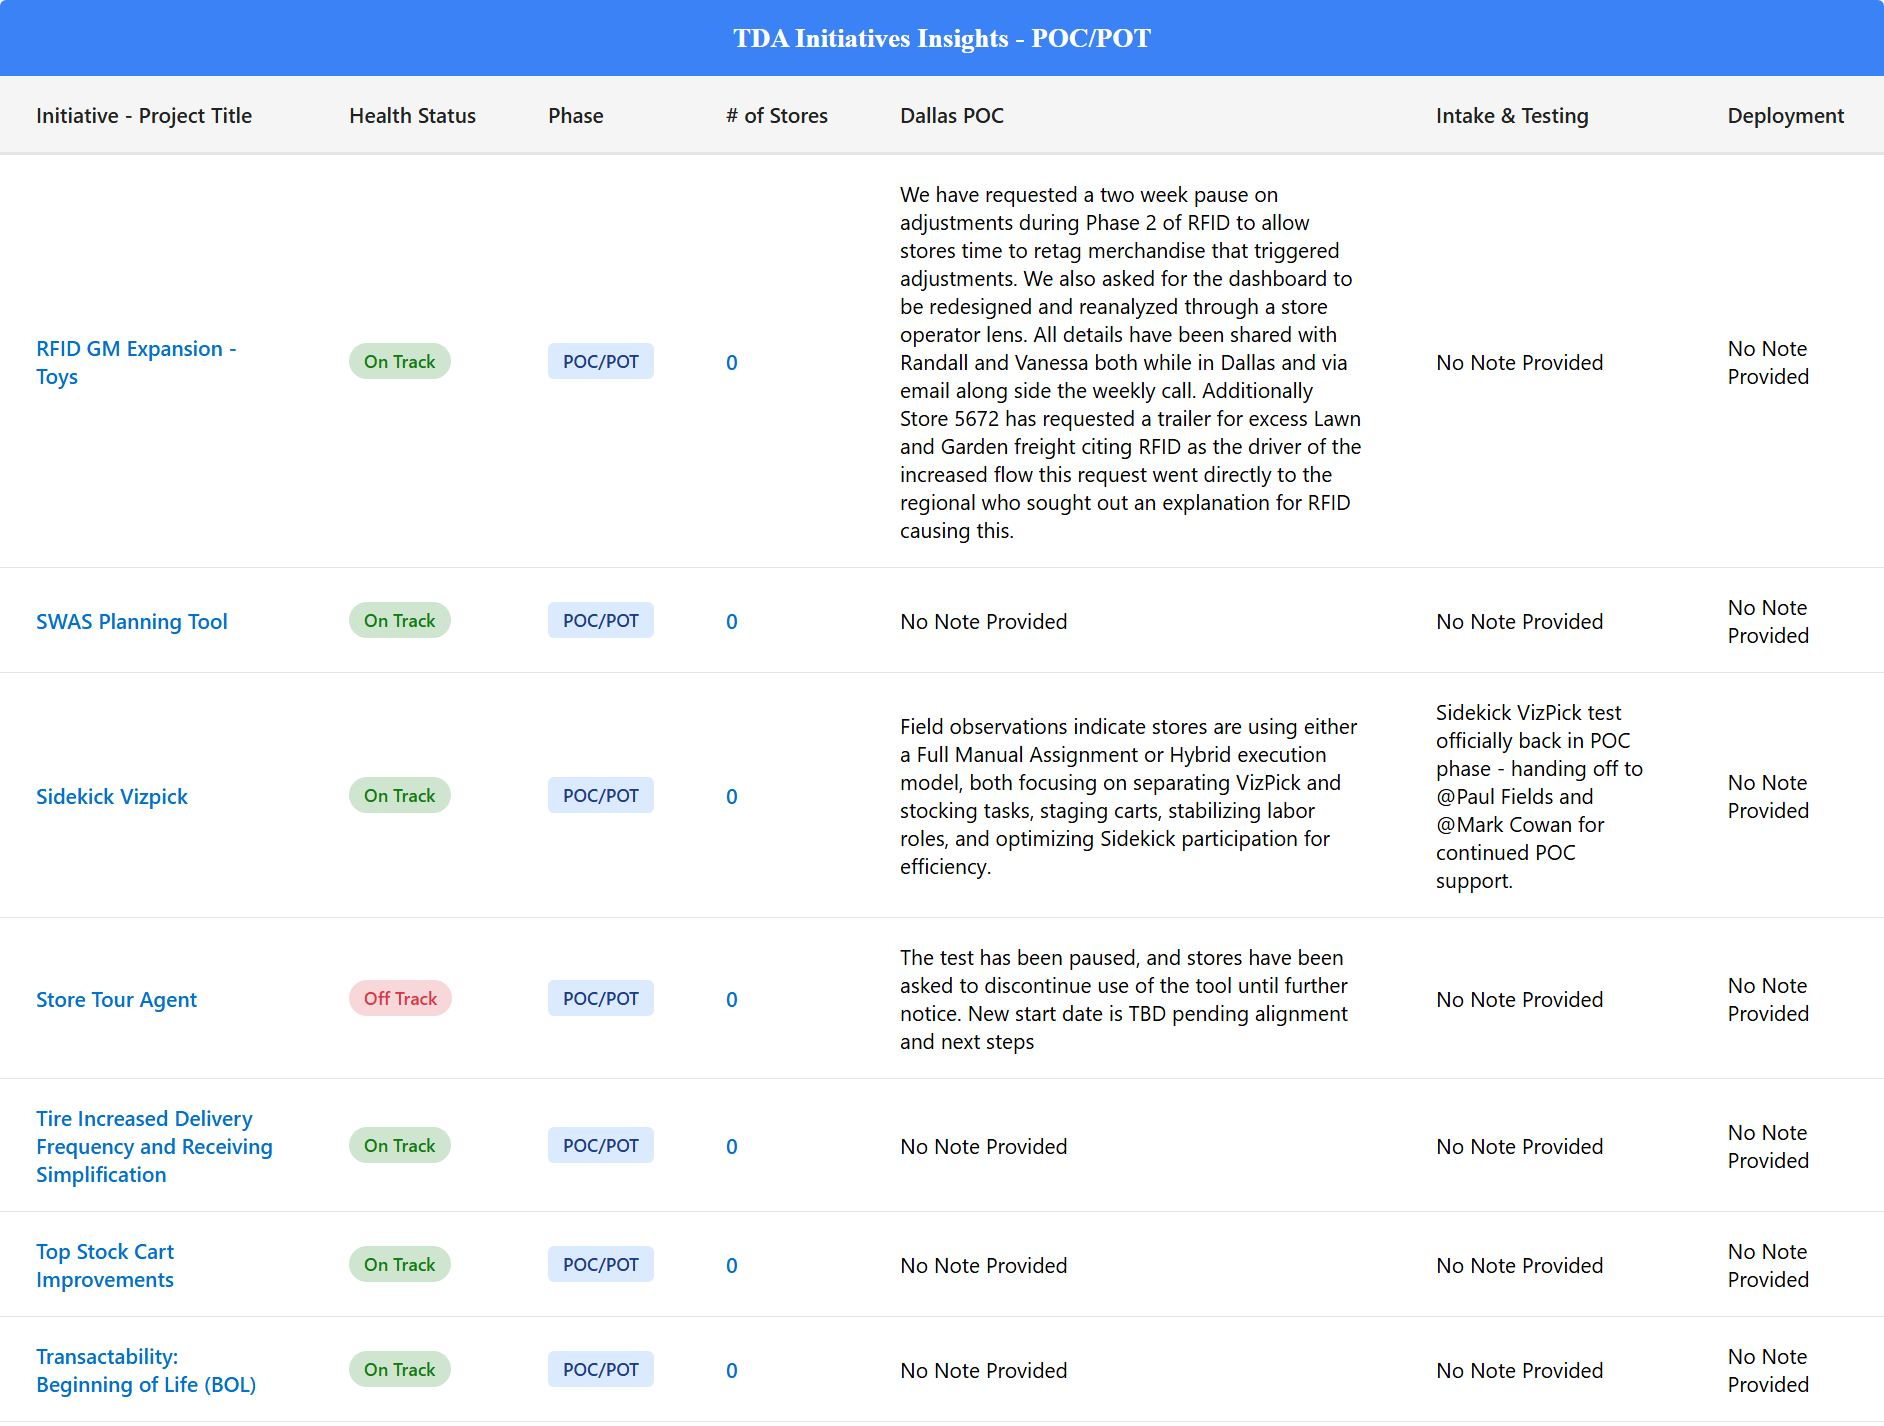 TDA Initiatives Insights - POC/POT
Initiative - Project Title
Health Status
Phase
# of Stores
Dallas POC
Intake & Testing
Deployment
RFID GM Expansion -
Toys
On Track
POC/POT
0
We have requested a two week pause on
adjustments during Phase 2 of RFID to allow
stores time to retag merchandise that triggered
adjustments. We also asked for the dashboard to
be redesigned and reanalyzed through a store
operator lens. All details have been shared with
Randall and Vanessa both while in Dallas and via
email along side the weekly call. Additionally
Store 5672 has requested a trailer for excess Lawn
and Garden freight citing RFID as the driver of the
increased flow this request went directly to the
regional who sought out an explanation for RFID
causing this.
No Note Provided
No Note
Provided
SWAS Planning Tool
On Track
POC/POT
0
No Note Provided
No Note Provided
No Note
Provided
Sidekick Vizpick
On Track
POC/POT
0
Field observations indicate stores are using either
a Full Manual Assignment or Hybrid execution
model, both focusing on separating VizPick and
stocking tasks, staging carts, stabilizing labor
roles, and optimizing Sidekick participation for
efficiency.
Sidekick VizPick test
officially back in POC
phase - handing off to
@Paul Fields and
@Mark Cowan for
continued POC
support.
No Note
Provided
Store Tour Agent
Off Track
POC/POT
0
The test has been paused, and stores have been
asked to discontinue use of the tool until further
notice. New start date is TBD pending alignment
and next steps
No Note Provided
No Note
Provided
Tire Increased Delivery
Frequency and Receiving
Simplification
On Track
POC/POT
0
No Note Provided
No Note Provided
No Note
Provided
Top Stock Cart
Improvements
On Track
POC/POT
0
No Note Provided
No Note Provided
No Note
Provided
Transactability:
Beginning of Life (BOL)
On Track
POC/POT
0
No Note Provided
No Note Provided
No Note
Provided